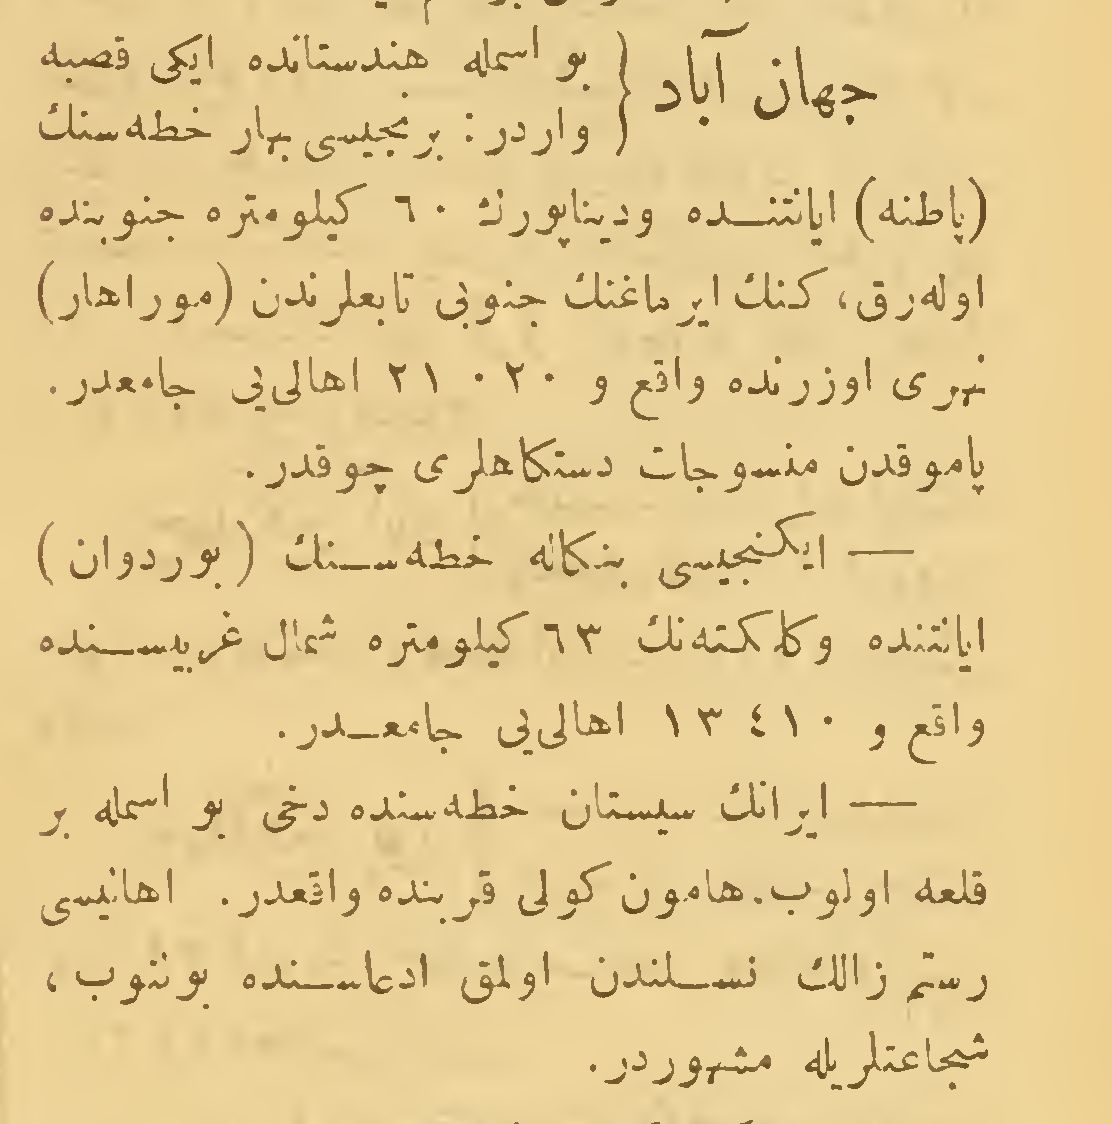 جهان آباد { بو اسمله هندستانده ایکی قصبه
واردر: برنجیسی بهار خطه‌سنك
(پاطنه) ایالتنده ودیناپورك ٦٠ کیلومتره جنوبنده
اوله‌رق، کنك ایرماغنك جنوبی تابعلرندن (موراهار)
نهری اوزرنده واقع و ٢١٠٢٠ اهالی‌یی جامعدر.
پاموقدن منسوجات دستکاهلری چوقدر.
— ایکنجیسی بنکاله خطه‌سنك (بوردوان)
ایالتنده وکلکته‌نك ٦٣ کیلومتره شمال غربیسنده
واقع و ١٣٤١٠ اهالی‌یی جامعدر.
— ایرانك سیستان خطه‌سنده دخی بو اسمله بر
قلعه اولوب. هامون کولی قربنده واقعدر. اهالیسی
رستم زالك نسلندن اولمق ادعاسنده بولنوب،
شجاعتلریله مشهوردر.